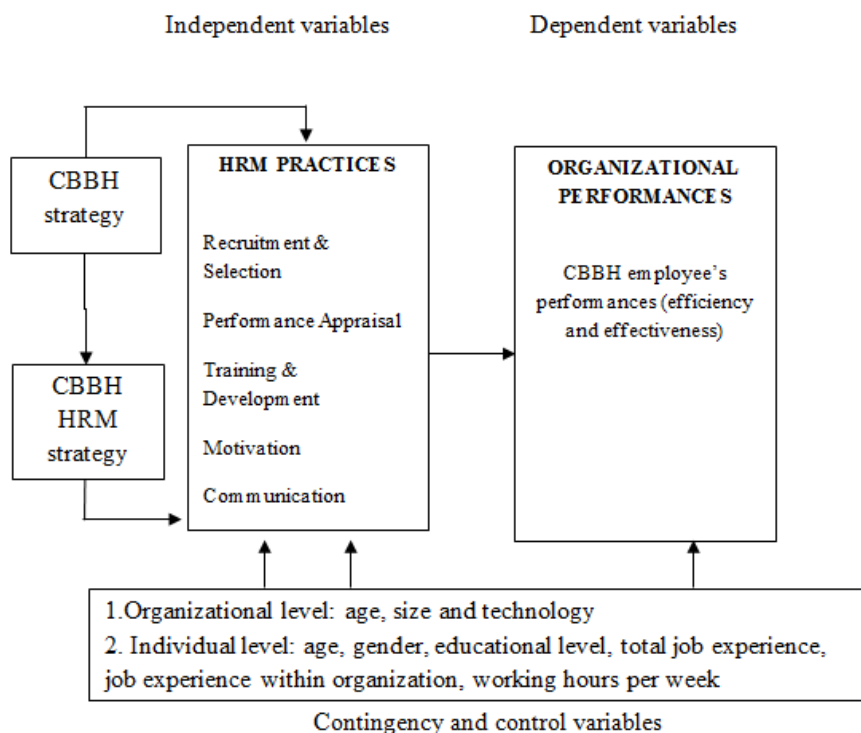 Independent variables
Dependent variables
CBBH
strategy
CBBH
HRM
strategy
HRM PRACTICES
Recruitment &
Selection
Performance Appraisal
Training &
Development
Motivation
Communication
ORGANIZATIONAL
PERFORMANCES
CBBH employee’s
performances (efficiency
and effectiveness)
1.Organizational level: age, size and technology
2. Individual level: age, gender, educational level, total job experience,
job experience within organization, working hours per week
Contingency and control variables